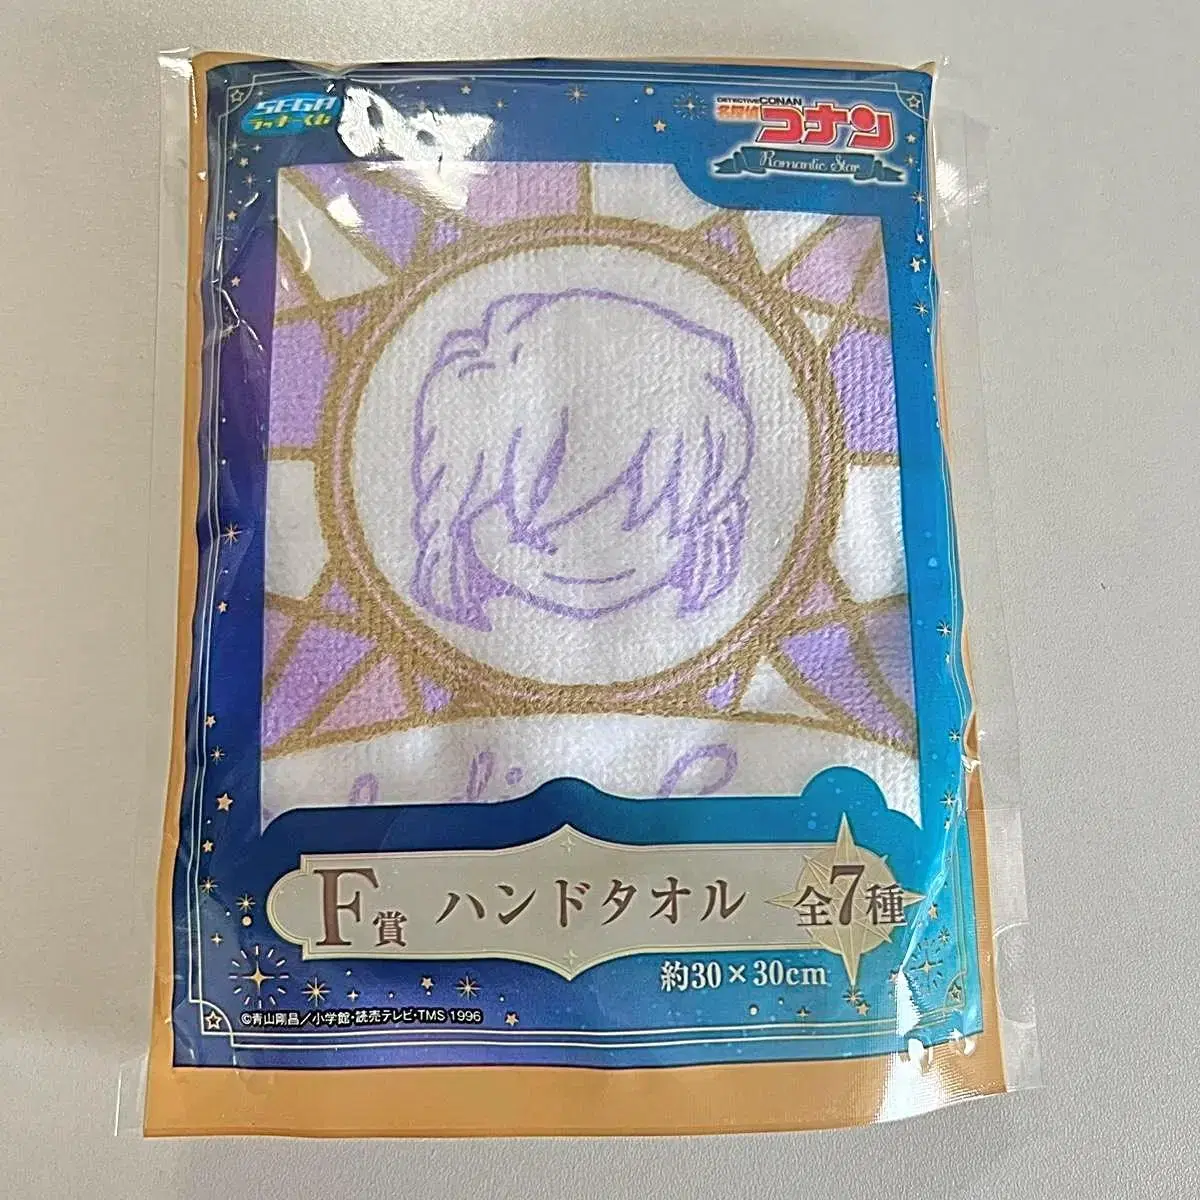 SEGA
ラッキーくじ
DETECTIVE CONAN
名探偵
コナン
Romantic Star
F賞 ハンドタオル 全7種
約30×30cm
©青山剛昌／小学館・読売テレビ・TMS 1996